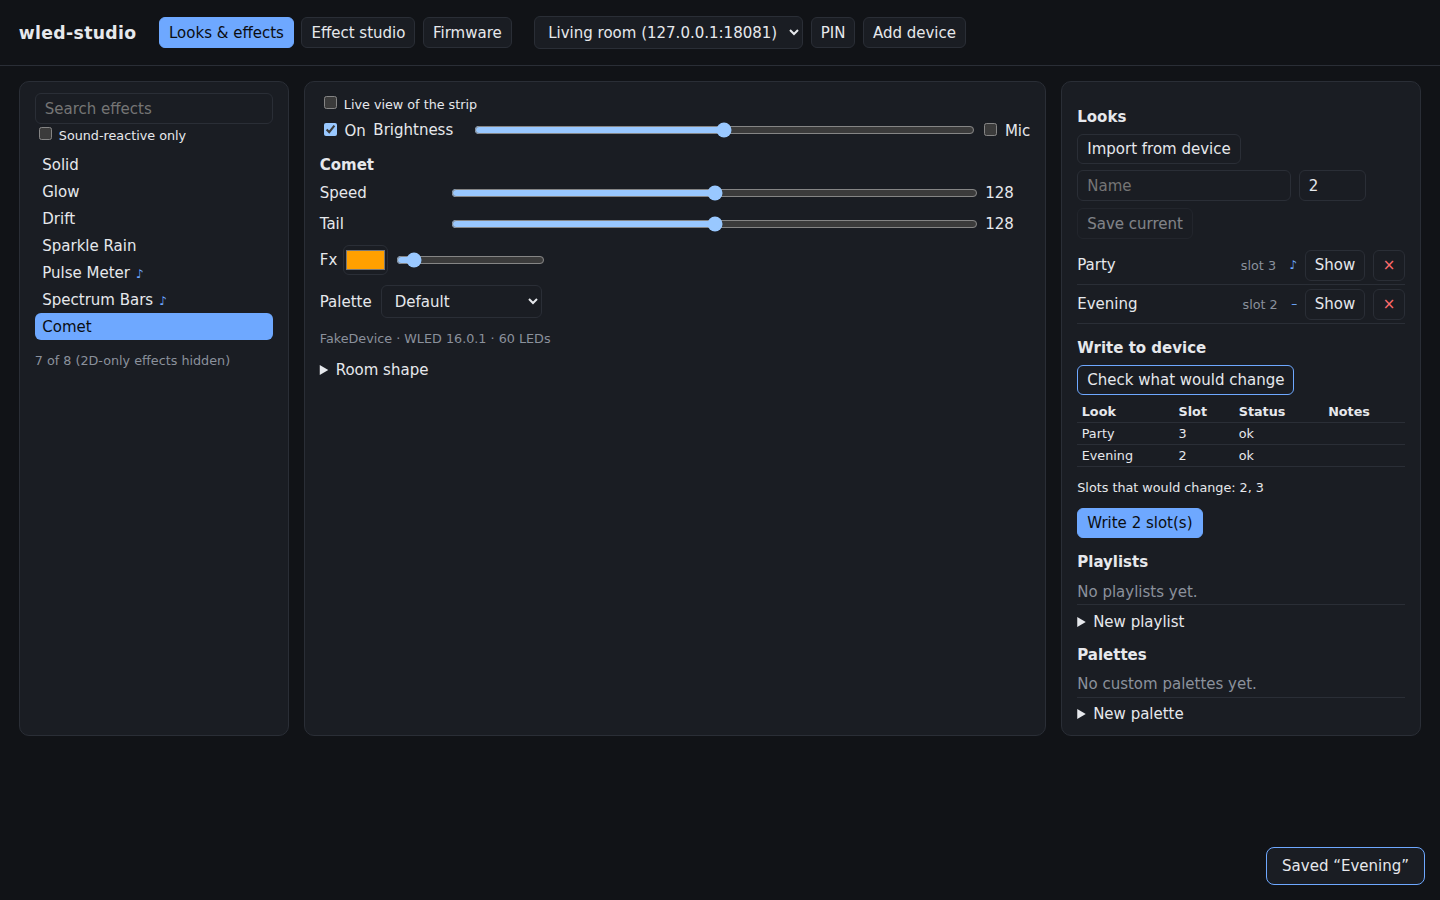 wled-studio
Looks & effects
Effect studio
Firmware
Living room (127.0.0.1:18081)
PIN
Add device
Search effects
Sound-reactive only
Solid
Glow
Drift
Sparkle Rain
Pulse Meter ♪
Spectrum Bars ♪
Comet
7 of 8 (2D-only effects hidden)
Live view of the strip
On Brightness
Mic
Comet
Speed 128
Tail 128
Fx
Palette Default
FakeDevice · WLED 16.0.1 · 60 LEDs
▶ Room shape
Looks
Import from device
Name 2
Save current
Party slot 3 ♪ Show ×
Evening slot 2 – Show ×
Write to device
Check what would change
Look Slot Status Notes
Party 3 ok
Evening 2 ok
Slots that would change: 2, 3
Write 2 slot(s)
Playlists
No playlists yet.
▶ New playlist
Palettes
No custom palettes yet.
▶ New palette
Saved “Evening”